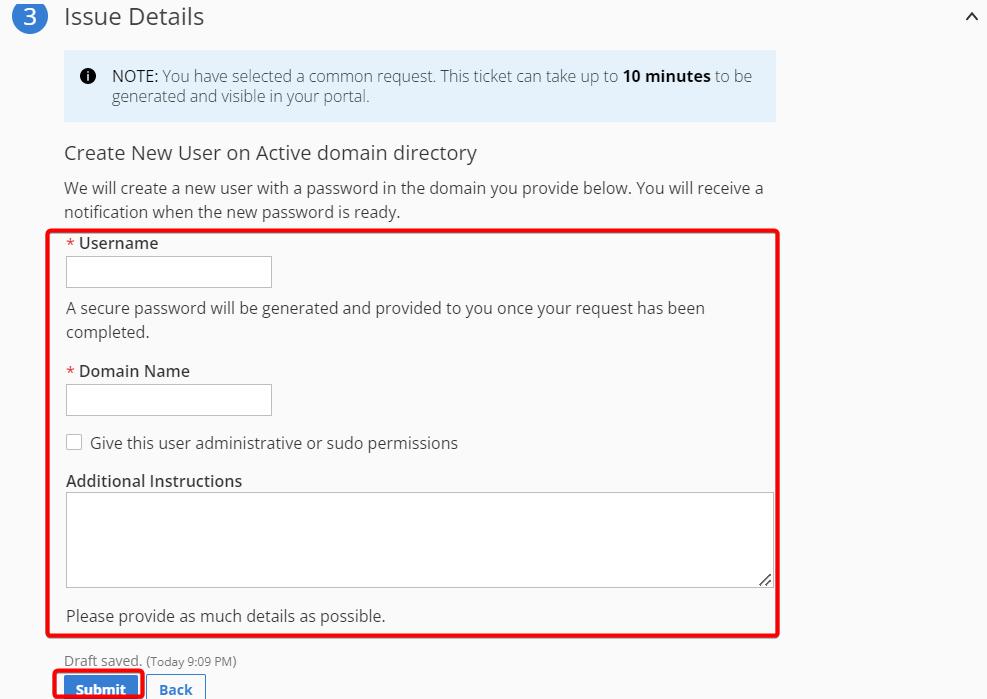 3 Issue Details
NOTE: You have selected a common request. This ticket can take up to 10 minutes to be
generated and visible in your portal.
Create New User on Active domain directory
We will create a new user with a password in the domain you provide below. You will receive a
notification when the new password is ready.
* Username
A secure password will be generated and provided to you once your request has been
completed.
* Domain Name
Give this user administrative or sudo permissions
Additional Instructions
Please provide as much details as possible.
Draft saved. (Today 9:09 PM)
Submit Back